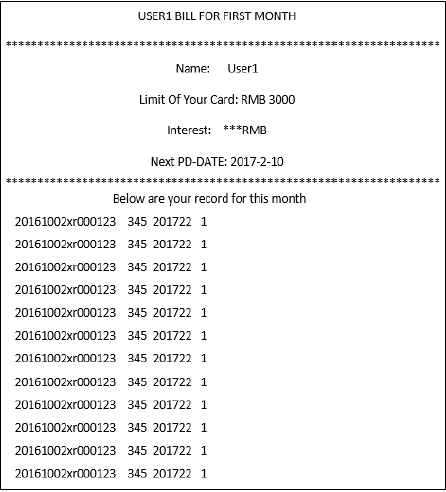 USER1 BILL FOR FIRST MONTH
**********************************************************************
Name: User1
Limit Of Your Card: RMB 3000
Interest: ***RMB
Next PD-DATE: 2017-2-10
**********************************************************************
Below are your record for this month
20161002xr000123 345 201722 1
20161002xr000123 345 201722 1
20161002xr000123 345 201722 1
20161002xr000123 345 201722 1
20161002xr000123 345 201722 1
20161002xr000123 345 201722 1
20161002xr000123 345 201722 1
20161002xr000123 345 201722 1
20161002xr000123 345 201722 1
20161002xr000123 345 201722 1
20161002xr000123 345 201722 1
20161002xr000123 345 201722 1